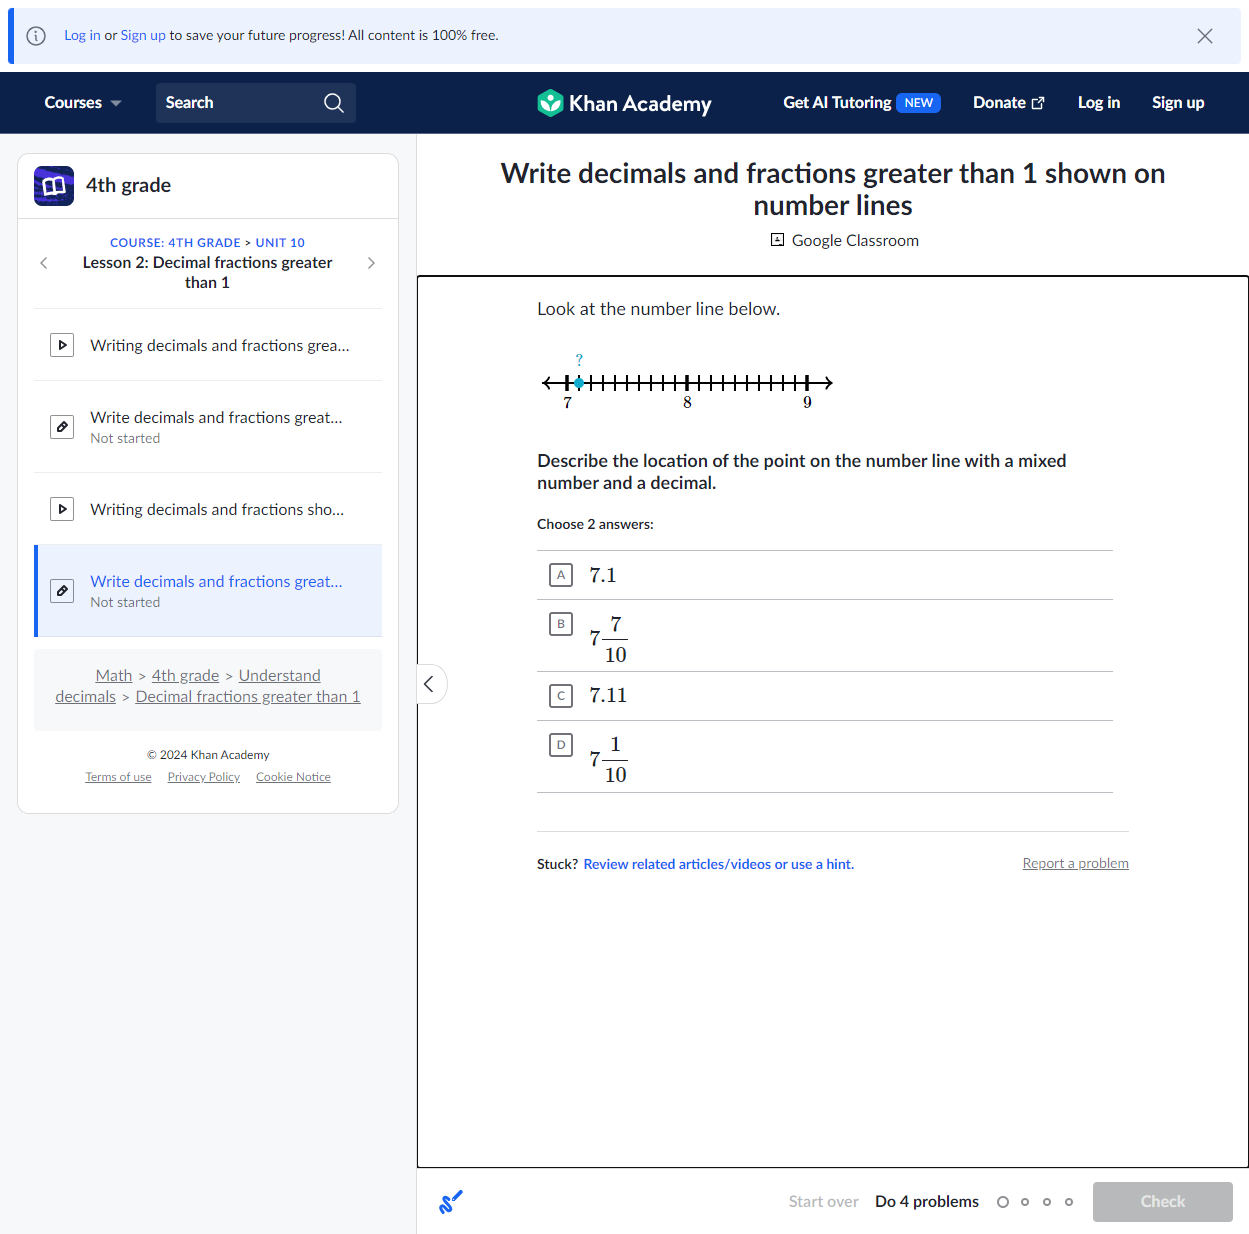 Log in or Sign up to save your future progress! All content is 100% free.
Courses
Search
Khan Academy
Get AI Tutoring NEW
Donate
Log in
Sign up
4th grade
COURSE: 4TH GRADE > UNIT 10
Lesson 2: Decimal fractions greater
than 1
Writing decimals and fractions grea...
Write decimals and fractions great...
Not started
Writing decimals and fractions sho...
Write decimals and fractions great...
Not started
Math > 4th grade > Understand
decimals > Decimal fractions greater than 1
© 2024 Khan Academy
Terms of use Privacy Policy Cookie Notice
Write decimals and fractions greater than 1 shown on
number lines
Google Classroom
Look at the number line below.
?
7 8 9
Describe the location of the point on the number line with a mixed
number and a decimal.
Choose 2 answers:
A 7.1
B 7 7/10
C 7.11
D 7 1/10
Stuck? Review related articles/videos or use a hint.
Report a problem
Start over Do 4 problems
Check